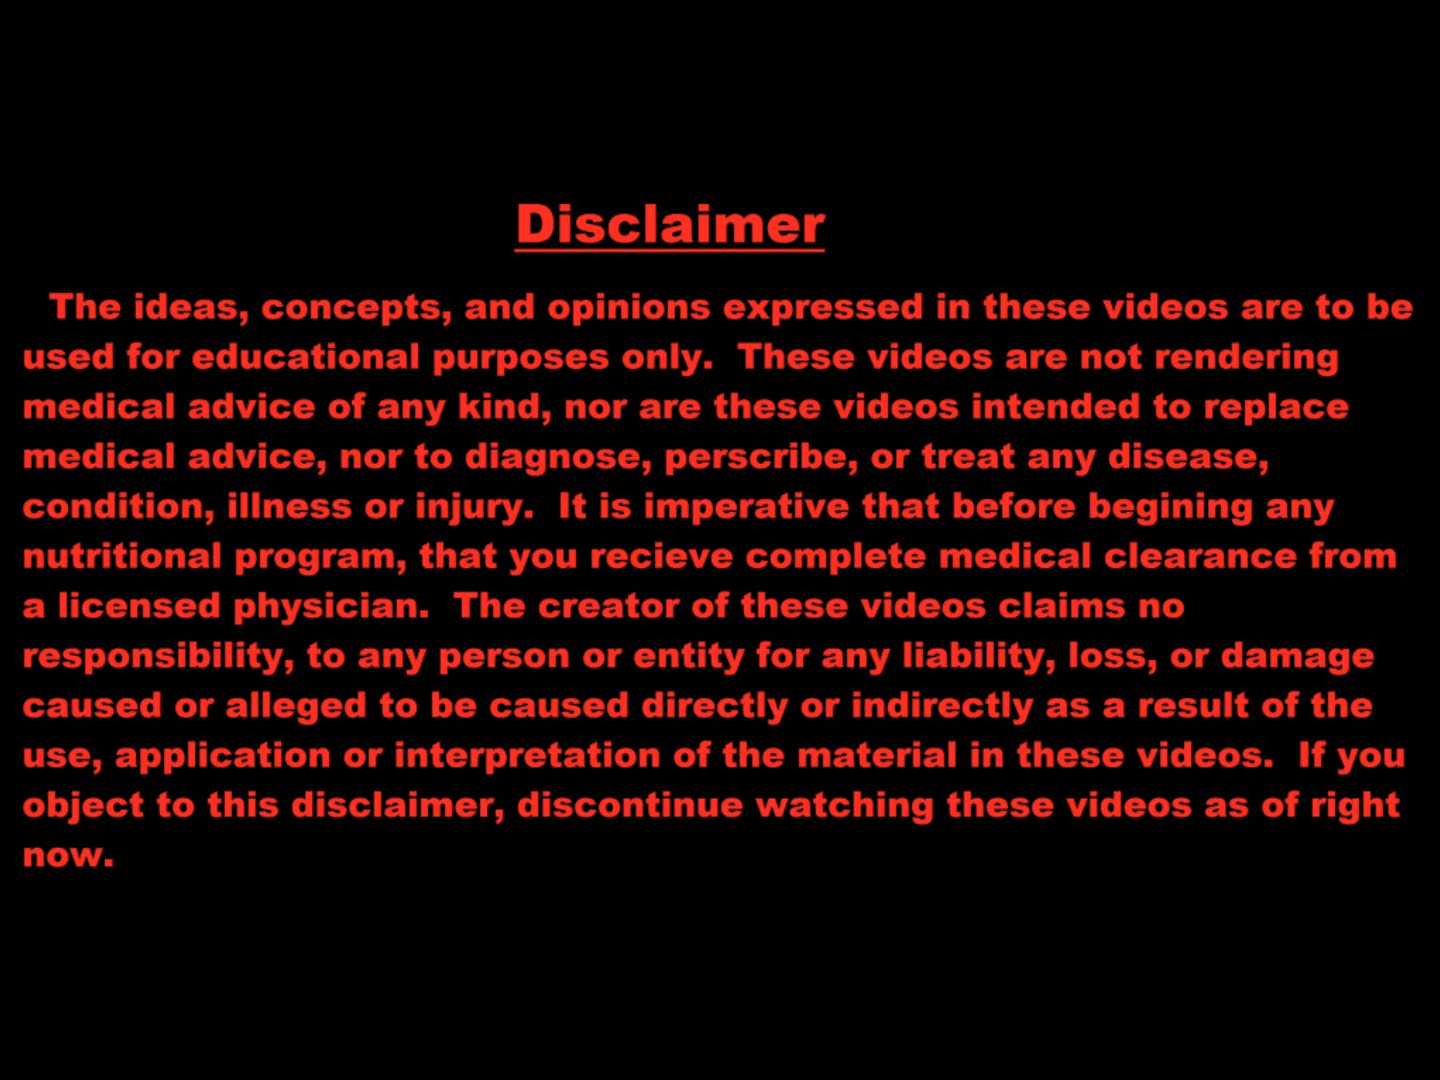 Disclaimer
The ideas, concepts, and opinions expressed in these videos are to be
used for educational purposes only.  These videos are not rendering
medical advice of any kind, nor are these videos intended to replace
medical advice, nor to diagnose, perscribe, or treat any disease,
condition, illness or injury.  It is imperative that before begining any
nutritional program, that you recieve complete medical clearance from
a licensed physician.  The creator of these videos claims no
responsibility, to any person or entity for any liability, loss, or damage
caused or alleged to be caused directly or indirectly as a result of the
use, application or interpretation of the material in these videos.  If you
object to this disclaimer, discontinue watching these videos as of right
now.